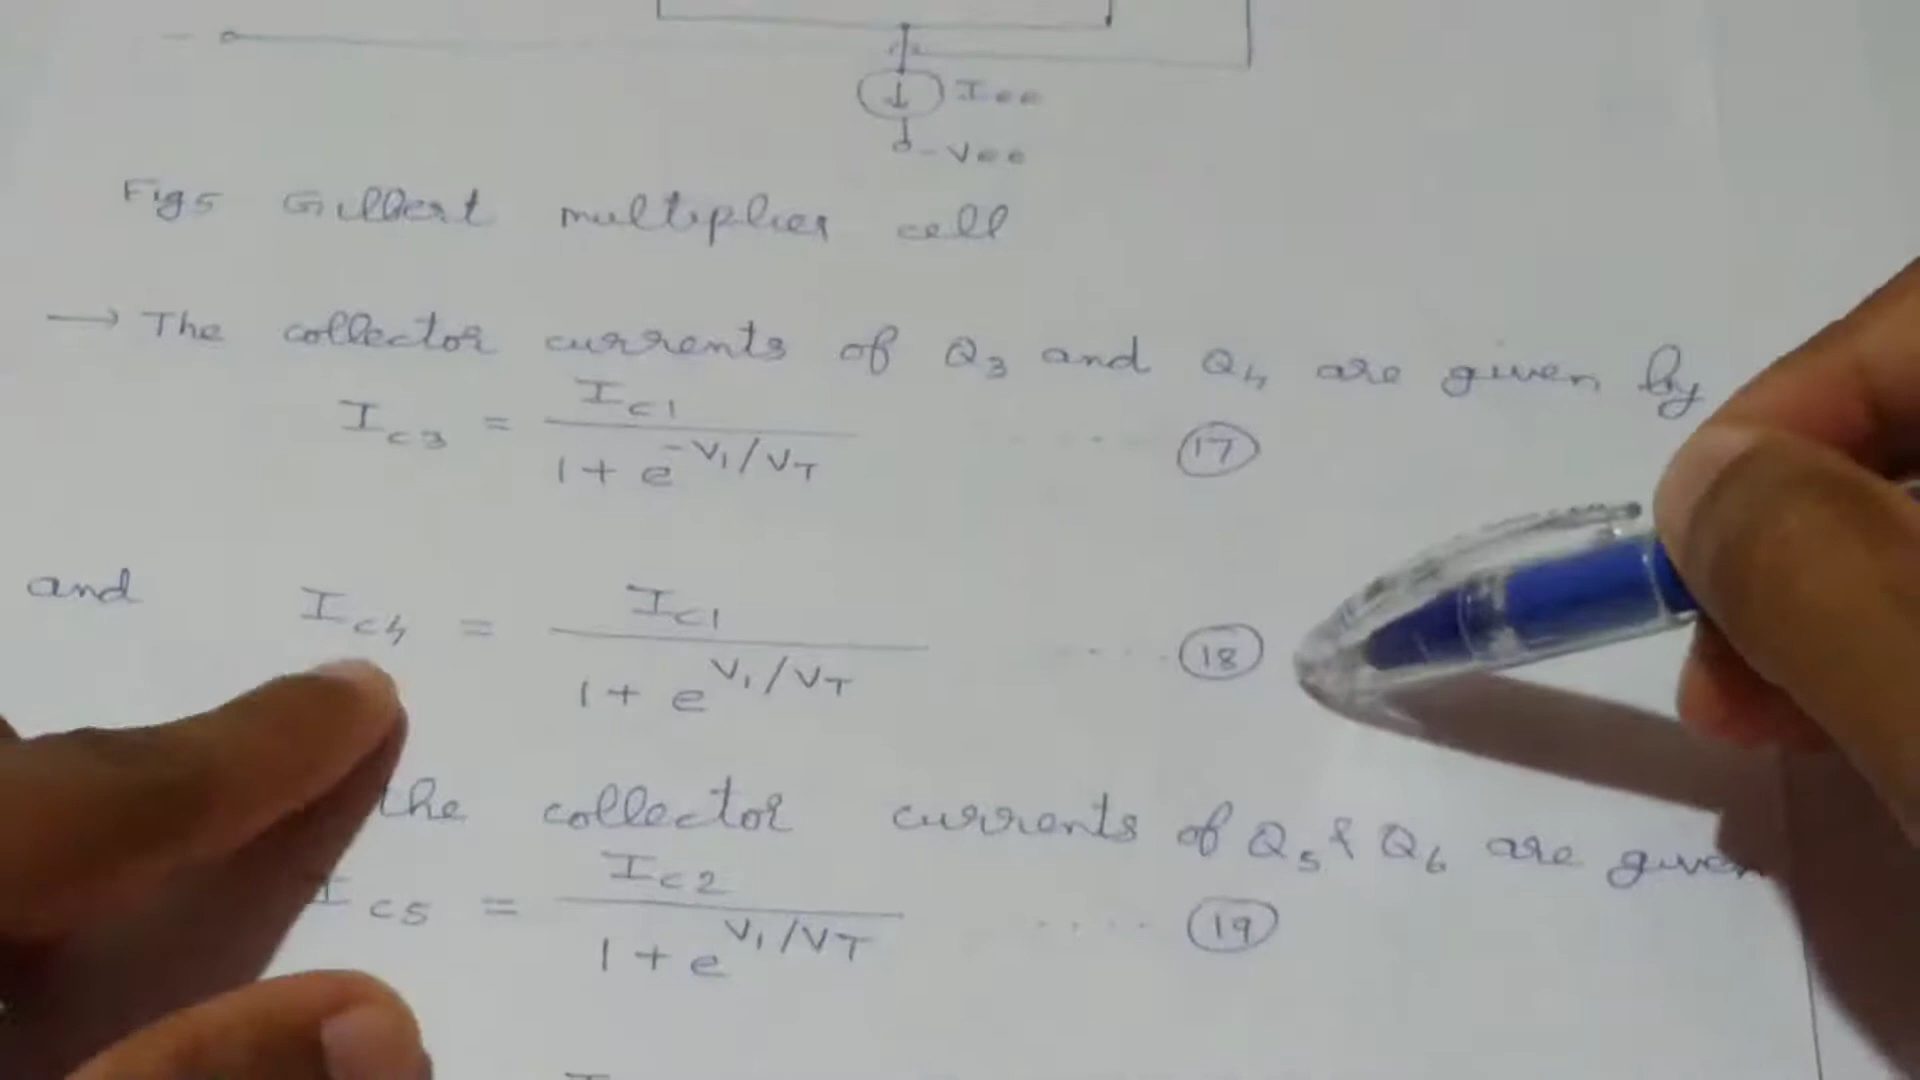 Iee
-Vee
Fig5 Gilbert multiplier cell
→ The collector currents of Q3 and Q4 are given by
Ic3 = Ic1 / (1 + e^(-V1/VT)) ..... (17)
and Ic4 = Ic1 / (1 + e^(V1/VT)) ..... (18)
the collector currents of Q5 & Q6 are given
Ic5 = Ic2 / (1 + e^(V1/VT)) ..... (19)